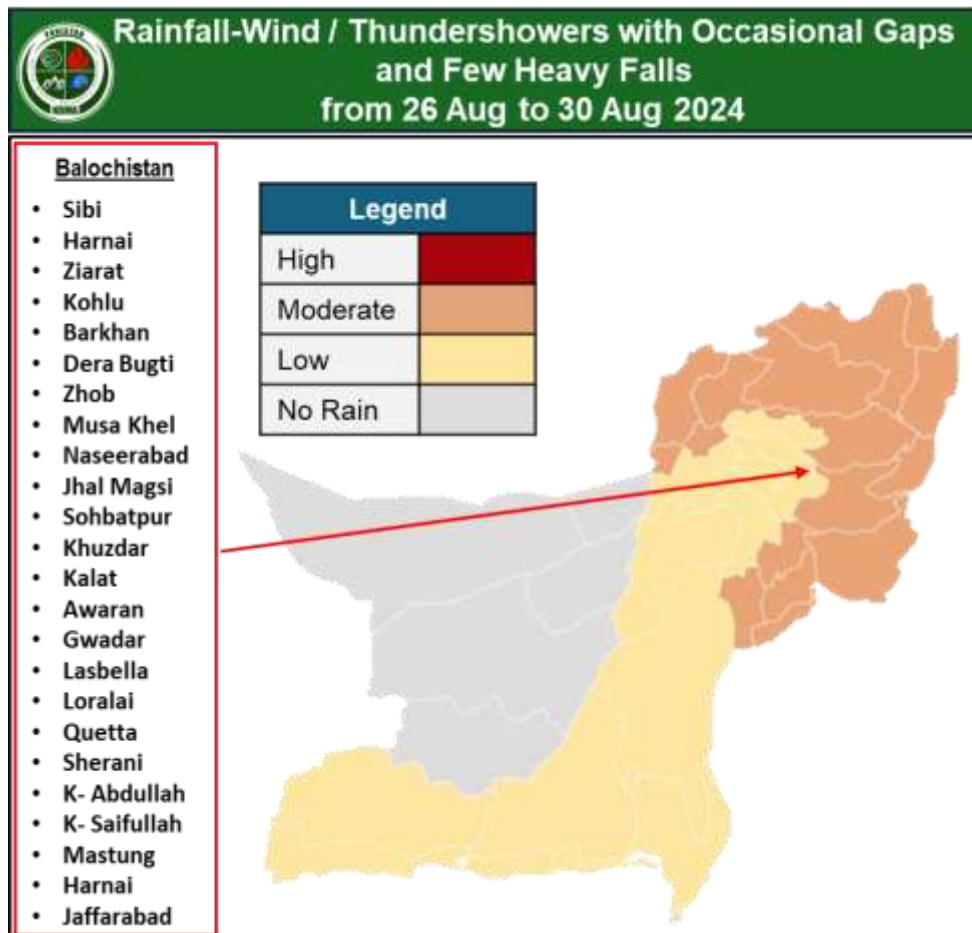 Rainfall-Wind / Thundershowers with Occasional Gaps
and Few Heavy Falls
from 26 Aug to 30 Aug 2024
Balochistan
• Sibi
• Harnai
• Ziarat
• Kohlu
• Barkhan
• Dera Bugti
• Zhob
• Musa Khel
• Naseerabad
• Jhal Magsi
• Sohbatpur
• Khuzdar
• Kalat
• Awaran
• Gwadar
• Lasbella
• Loralai
• Quetta
• Sherani
• K- Abdullah
• K- Saifullah
• Mastung
• Harnai
• Jaffarabad
Legend
High
Moderate
Low
No Rain